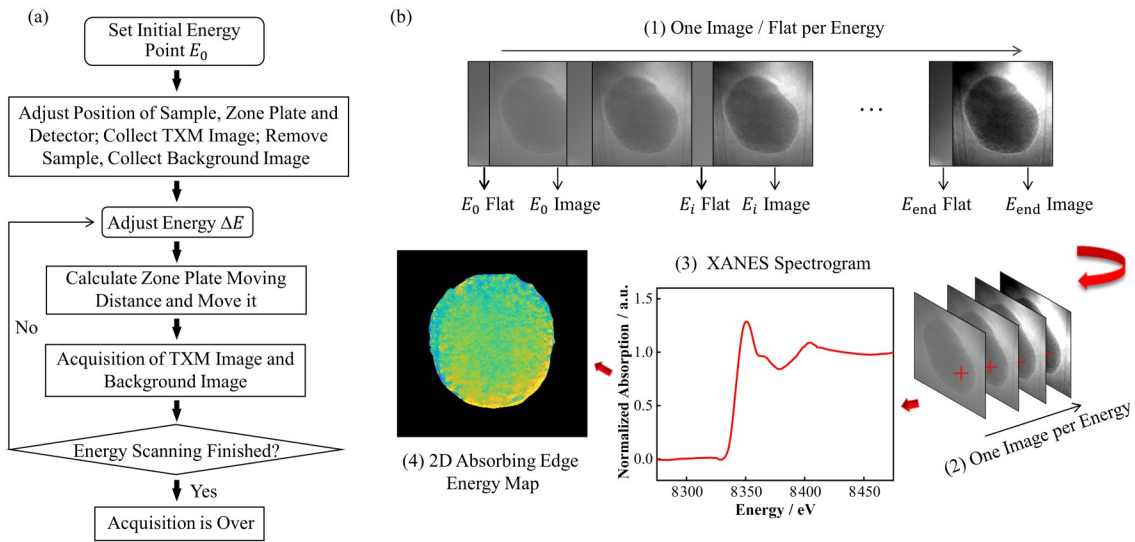 (a)
Set Initial Energy
Point E₀
Adjust Position of Sample, Zone Plate and
Detector; Collect TXM Image; Remove
Sample, Collect Background Image
Adjust Energy ΔE
Calculate Zone Plate Moving
Distance and Move it
No
Acquisition of TXM Image and
Background Image
Energy Scanning Finished?
Yes
Acquisition is Over
(b)
(1) One Image / Flat per Energy
...
E₀ Flat
E₀ Image
Eᵢ Flat
Eᵢ Image
E_end Flat
E_end Image
(2) One Image per Energy
(3) XANES Spectrogram
Normalized Absorption / a.u.
1.5
1.0
0.5
0.0
8300
8350
8400
8450
Energy / eV
(4) 2D Absorbing Edge
Energy Map